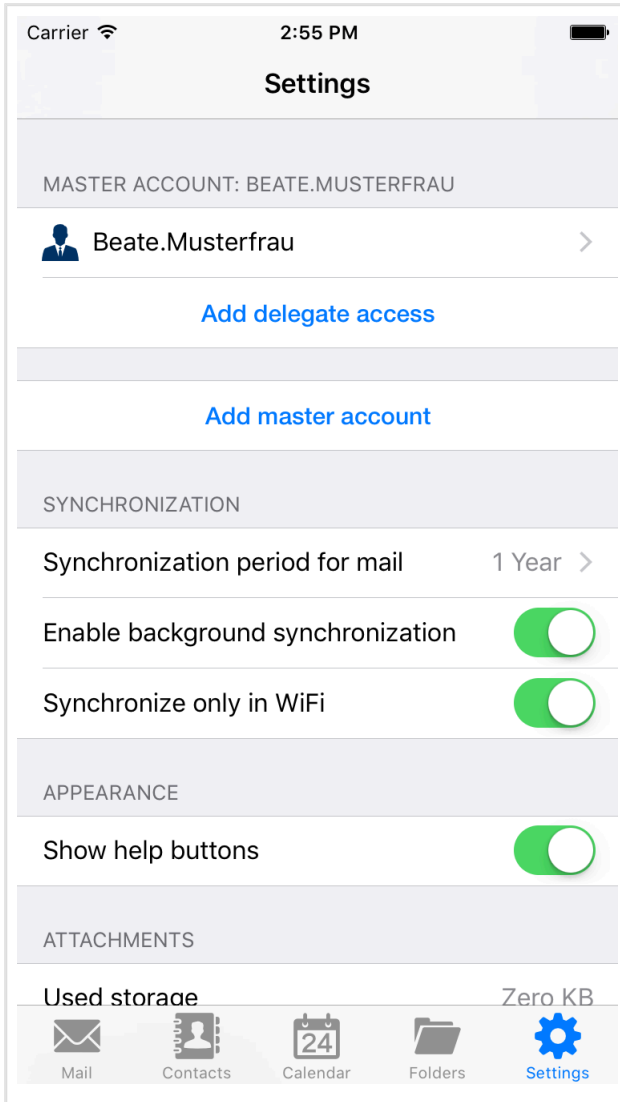 Carrier 2:55 PM
Settings
MASTER ACCOUNT: BEATE.MUSTERFRAU
Beate.Musterfrau
Add delegate access
Add master account
SYNCHRONIZATION
Synchronization period for mail 1 Year
Enable background synchronization
Synchronize only in WiFi
APPEARANCE
Show help buttons
ATTACHMENTS
Used storage Zero KB
24
Mail Contacts Calendar Folders Settings